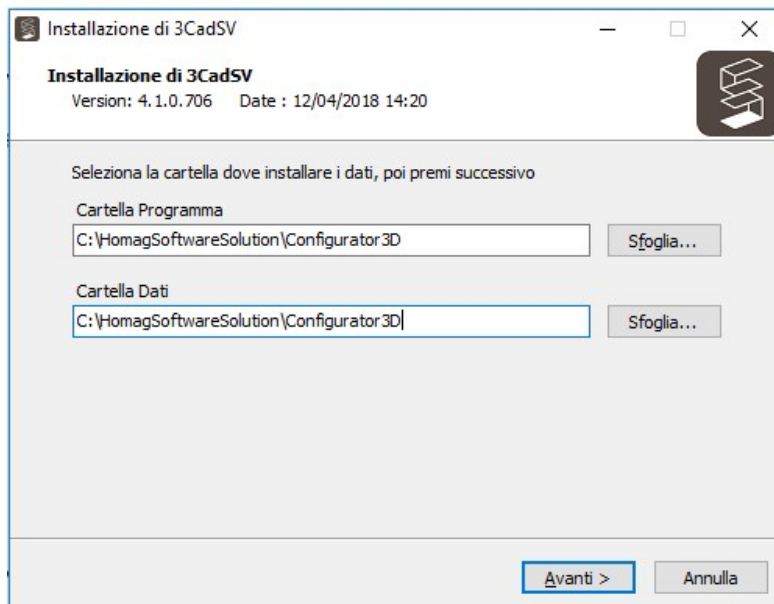 Installazione di 3CadSV
Installazione di 3CadSV
Version: 4.1.0.706 Date : 12/04/2018 14:20
Seleziona la cartella dove installare i dati, poi premi successivo
Cartella Programma
C:\HomagSoftwareSolution\Configurator3D
Sfoglia...
Cartella Dati
C:\HomagSoftwareSolution\Configurator3D
Sfoglia...
Avanti >
Annulla